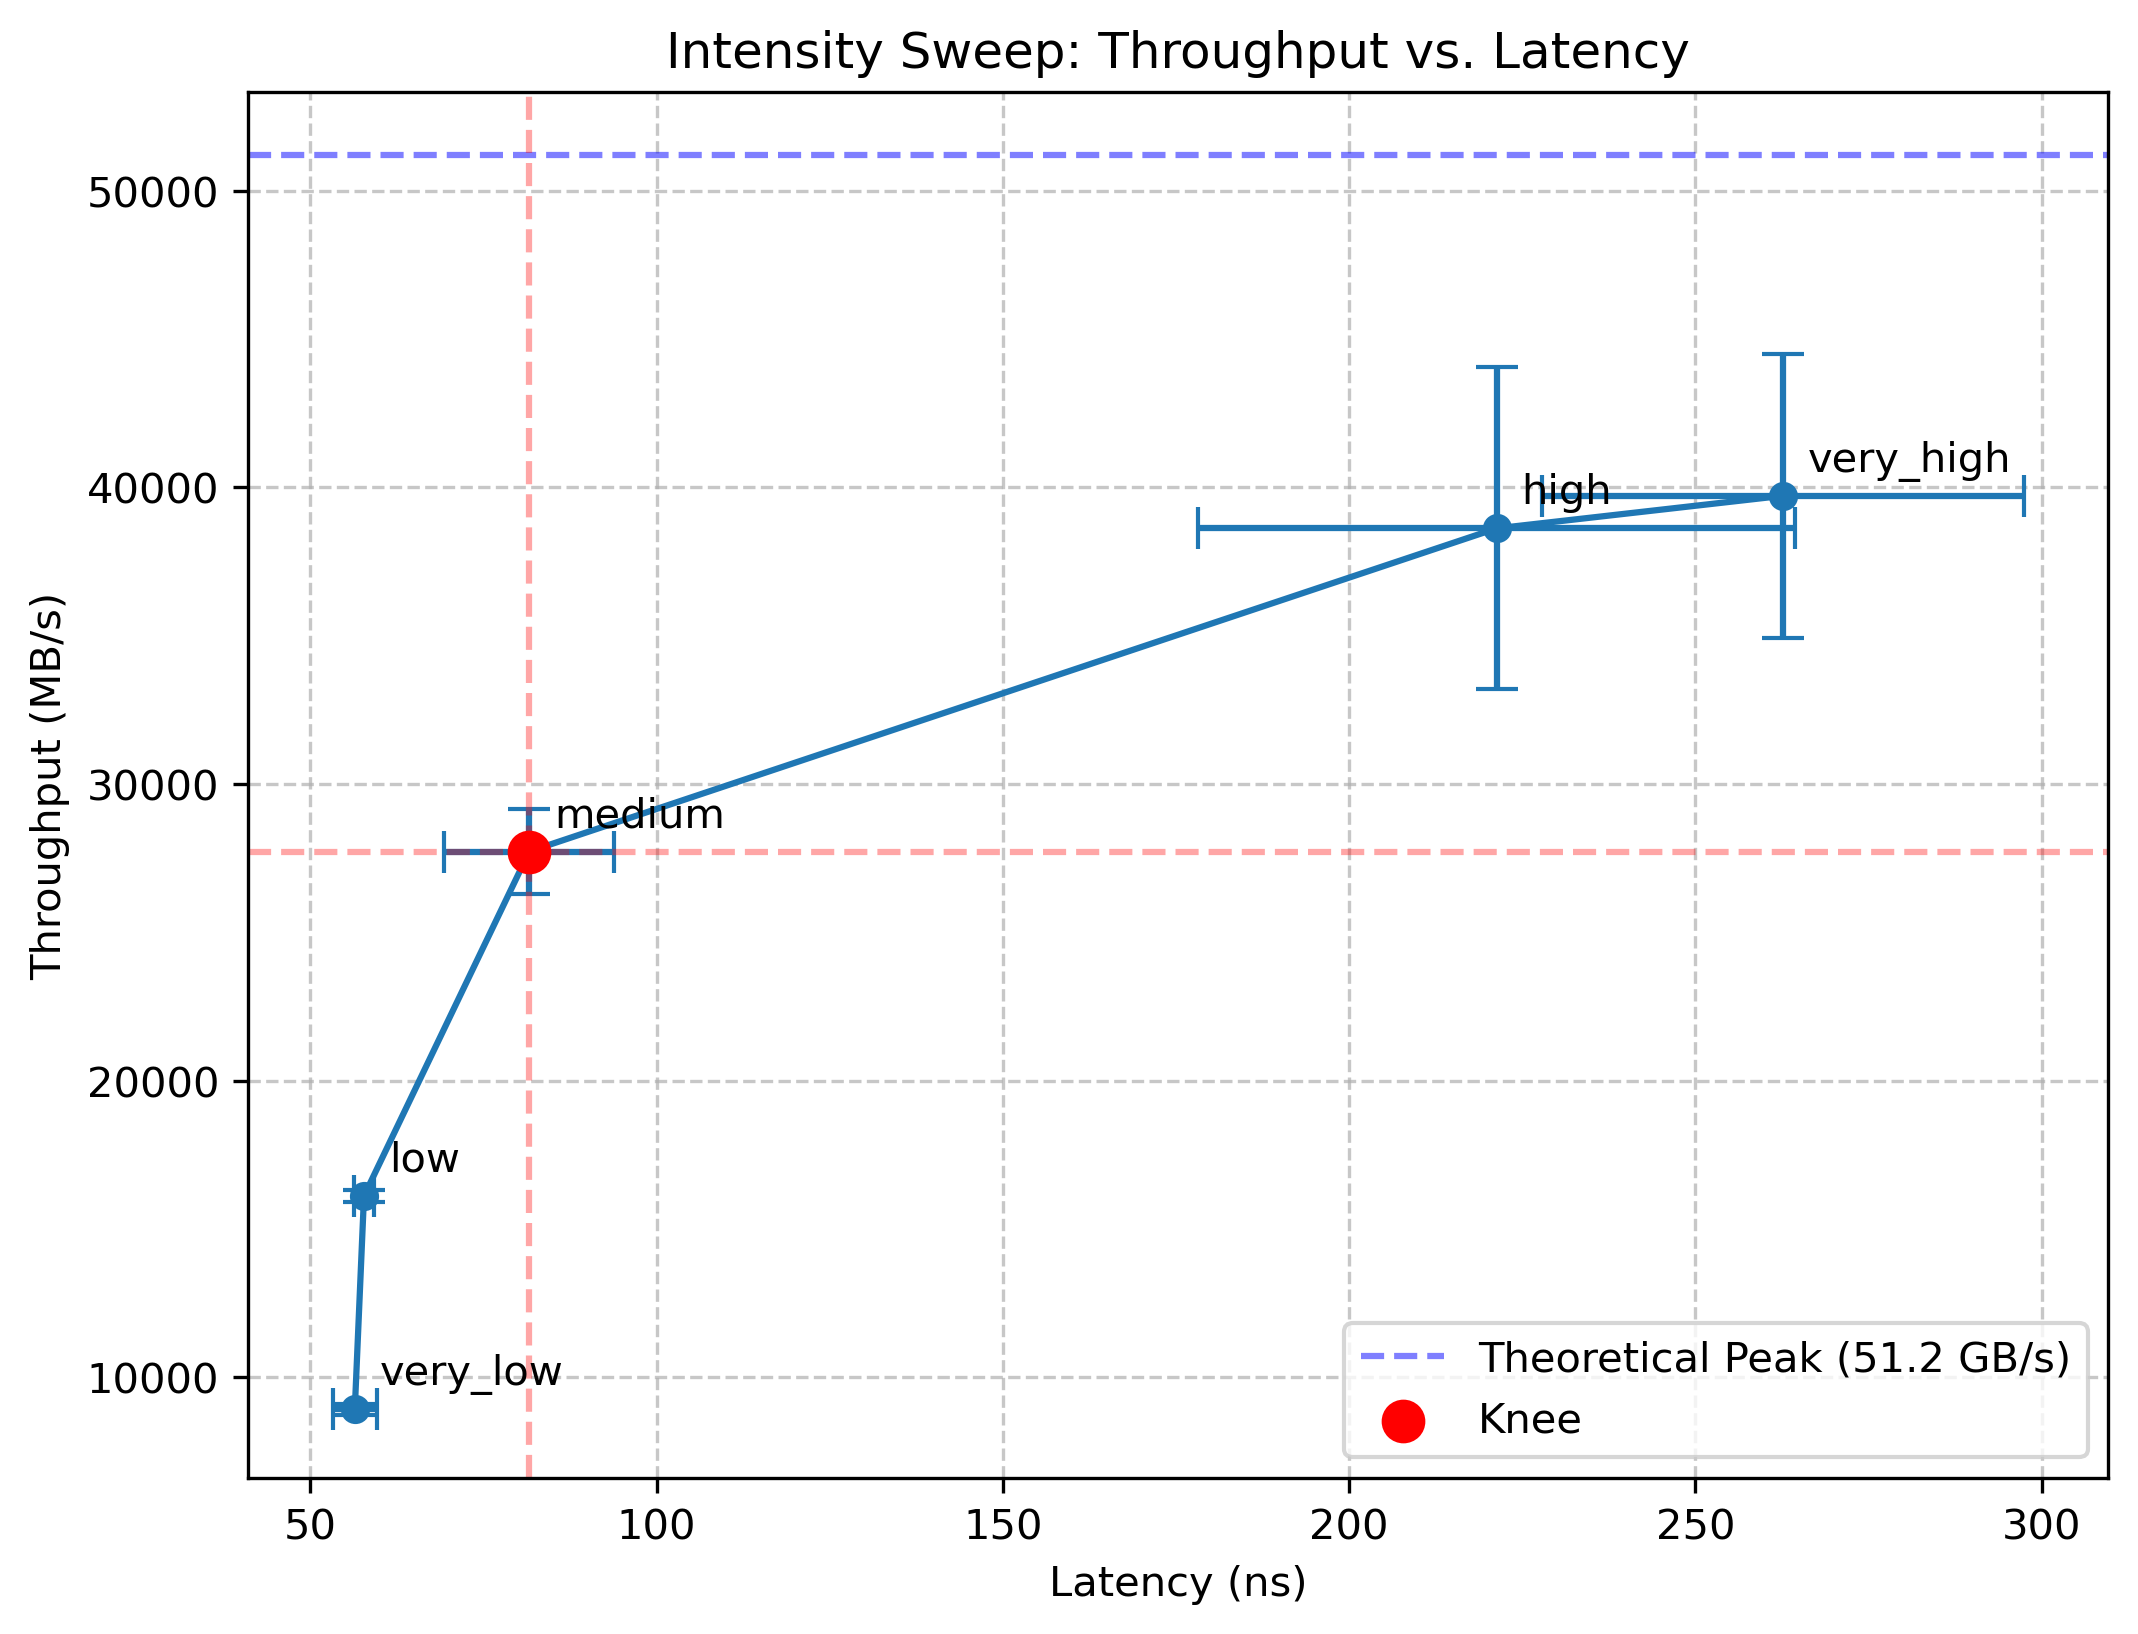 Intensity Sweep: Throughput vs. Latency
Throughput (MB/s)
50000
40000
30000
20000
10000
very_high
high
medium
low
very_low
Theoretical Peak (51.2 GB/s)
Knee
50
100
150
200
250
300
Latency (ns)